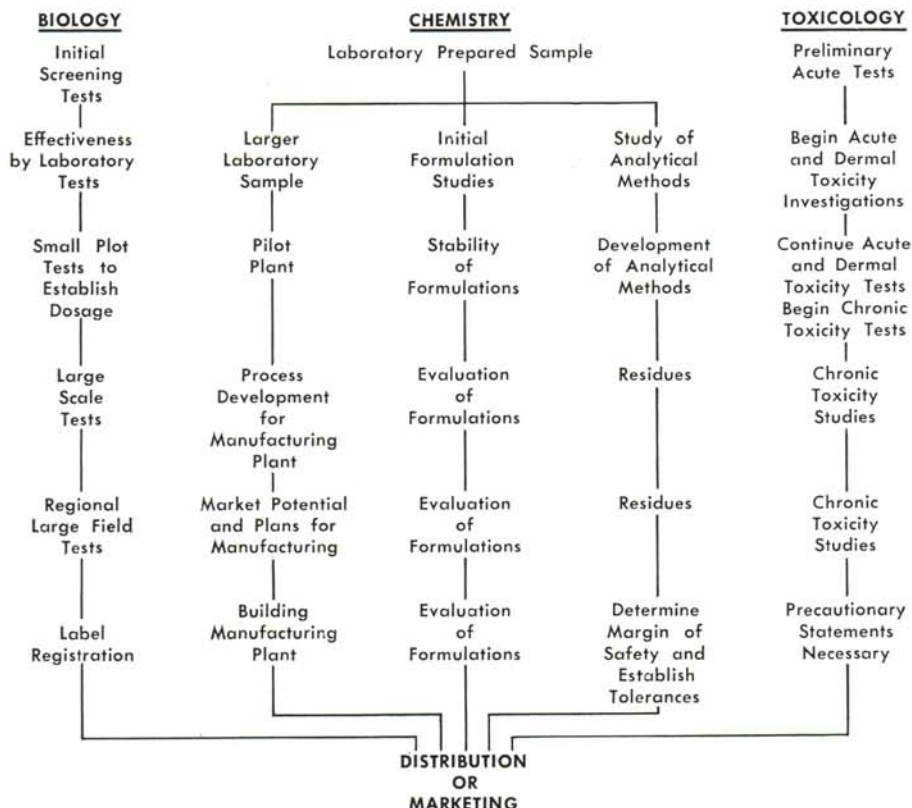 BIOLOGY
Initial
Screening
Tests
Effectiveness
by Laboratory
Tests
Small Plot
Tests to
Establish
Dosage
Large
Scale
Tests
Regional
Large Field
Tests
Label
Registration
CHEMISTRY
Laboratory Prepared Sample
Larger
Laboratory
Sample
Pilot
Plant
Process
Development
for
Manufacturing
Plant
Market Potential
and Plans for
Manufacturing
Building
Manufacturing
Plant
Initial
Formulation
Studies
Stability
of
Formulations
Evaluation
of
Formulations
Evaluation
of
Formulations
Evaluation
of
Formulations
Study of
Analytical
Methods
Development
of Analytical
Methods
Residues
Residues
Determine
Margin of
Safety and
Establish
Tolerances
TOXICOLOGY
Preliminary
Acute Tests
Begin Acute
and Dermal
Toxicity
Investigations
Continue Acute
and Dermal
Toxicity Tests
Begin Chronic
Toxicity Tests
Chronic
Toxicity
Studies
Chronic
Toxicity
Studies
Precautionary
Statements
Necessary
DISTRIBUTION
OR
MARKETING